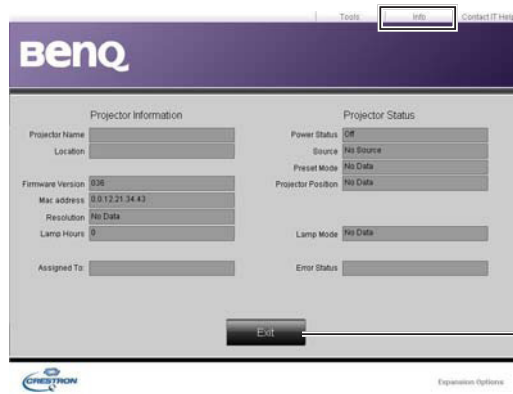 Tools Info Contact IT Help
BenQ
Projector Information Projector Status
Projector Name Power Status Off
Location Source No Source
Preset Mode No Data
Firmware Version 036 Projector Position No Data
Mac address 0.0.12.21.34.43
Resolution No Data
Lamp Hours 0 Lamp Mode No Data
Assigned To: Error Status
Exit
CRESTRON Expansion Options